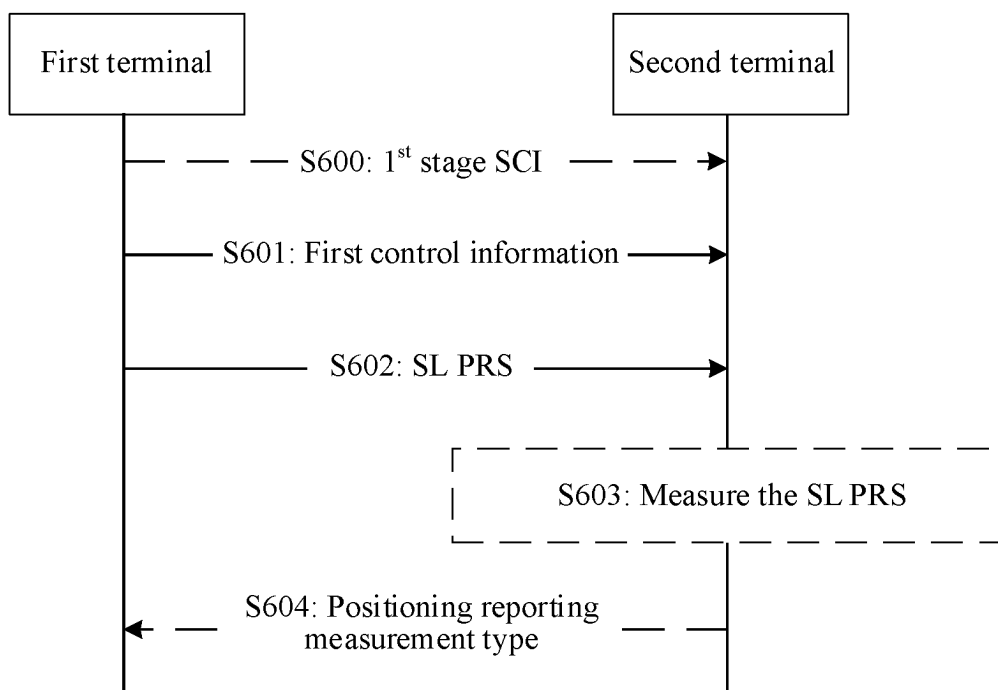 First terminal
Second terminal
S600: 1st stage SCI
S601: First control information
S602: SL PRS
S603: Measure the SL PRS
S604: Positioning reporting
measurement type